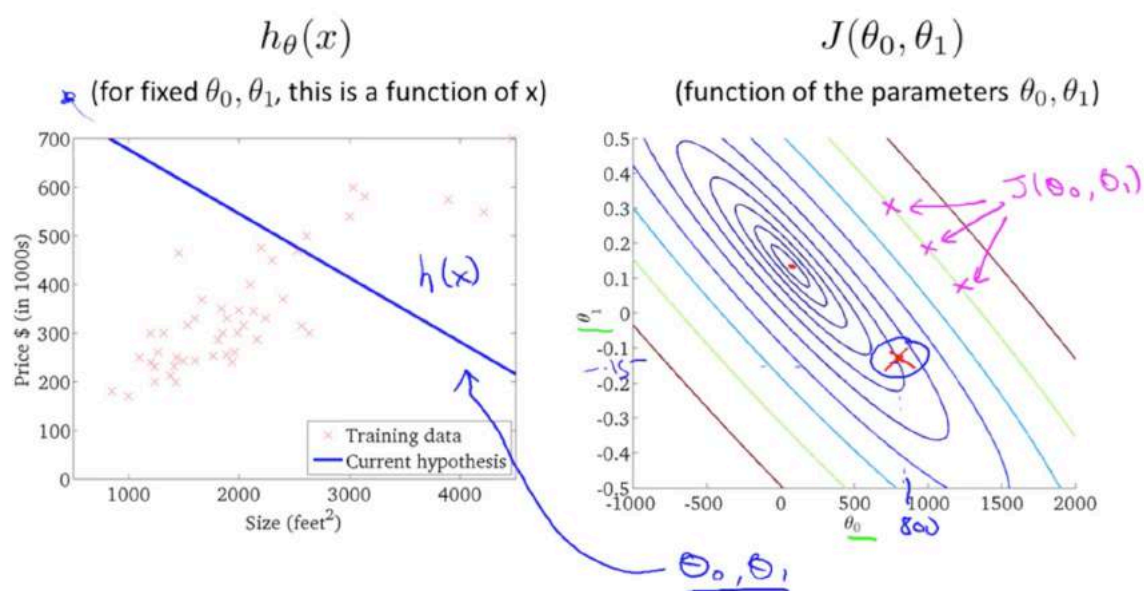 hθ(x)
(for fixed θ0, θ1, this is a function of x)
700
600
500
400
300
200
100
0
Price $ (in 1000s)
1000
2000
3000
4000
Size (feet²)
h(x)
Training data
Current hypothesis
θ0, θ1
J(θ0, θ1)
(function of the parameters θ0, θ1)
0.5
0.4
0.3
0.2
0.1
0
-0.1
-0.2
-0.3
-0.4
-0.5
θ1
-.15
-1000
-500
0
500
1000
1500
2000
θ0
800
J(θ0, θ1)